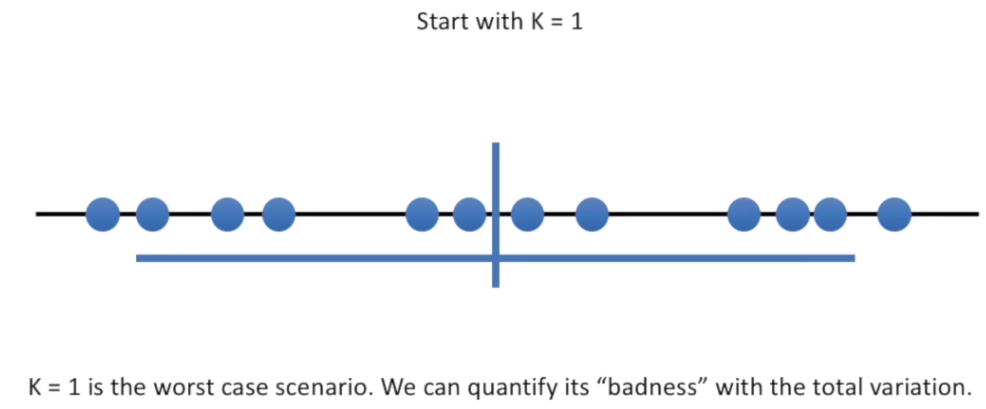 Start with K = 1
K = 1 is the worst case scenario. We can quantify its “badness” with the total variation.